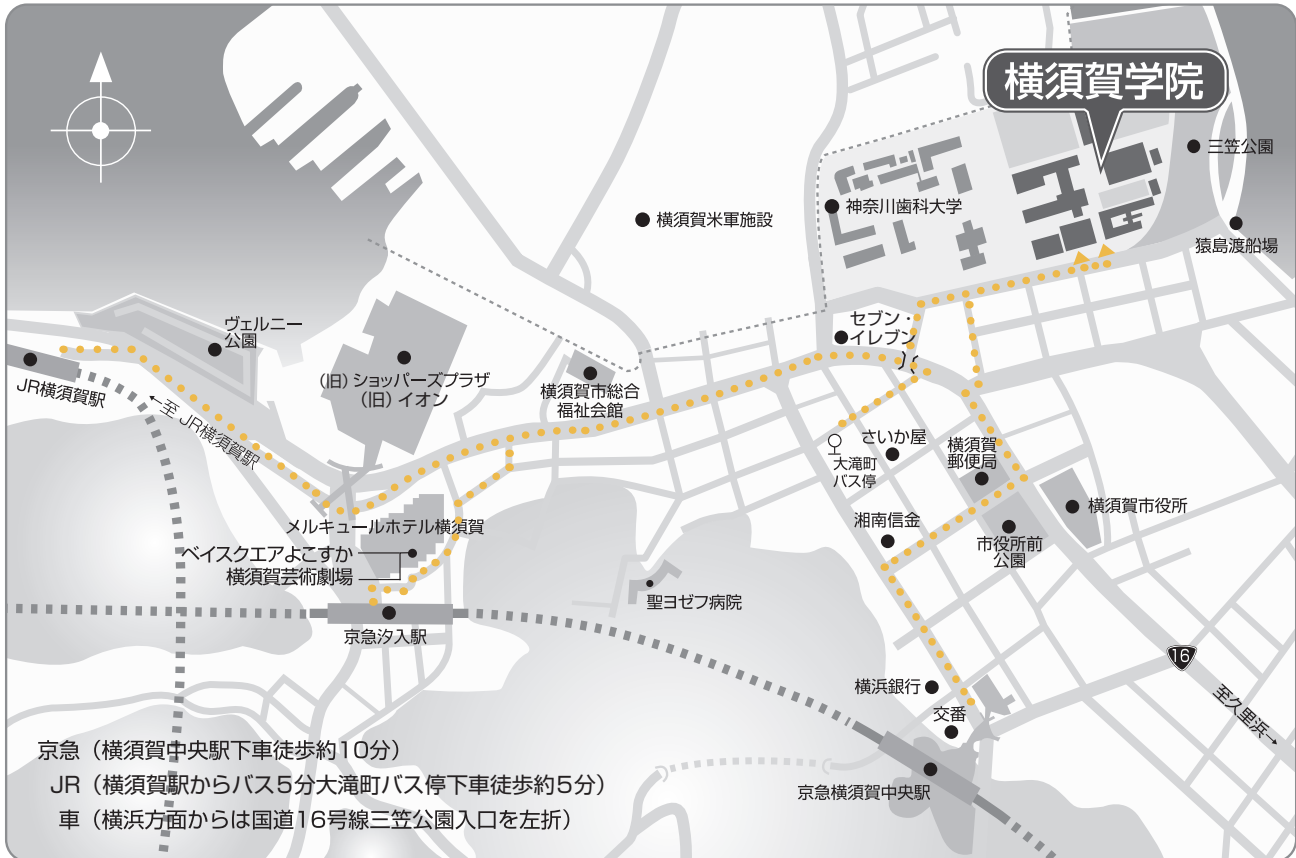 横須賀学院
三笠公園
横須賀米軍施設
神奈川歯科大学
猿島渡船場
ヴェルニー
公園
セブン・
イレブン
JR横須賀駅
(旧)ショッパーズプラザ
(旧)イオン
横須賀市総合
福祉会館
←至 JR横須賀駅
さいか屋
大滝町
バス停
横須賀
郵便局
横須賀市役所
湘南信金
市役所前
公園
メルキュールホテル横須賀
ベイスクエアよこすか
横須賀芸術劇場
聖ヨゼフ病院
京急汐入駅
16
至久里浜→
横浜銀行
交番
京急横須賀中央駅
京急(横須賀中央駅下車徒歩約10分)
JR(横須賀駅からバス5分大滝町バス停下車徒歩約5分)
車(横浜方面からは国道16号線三笠公園入口を左折)